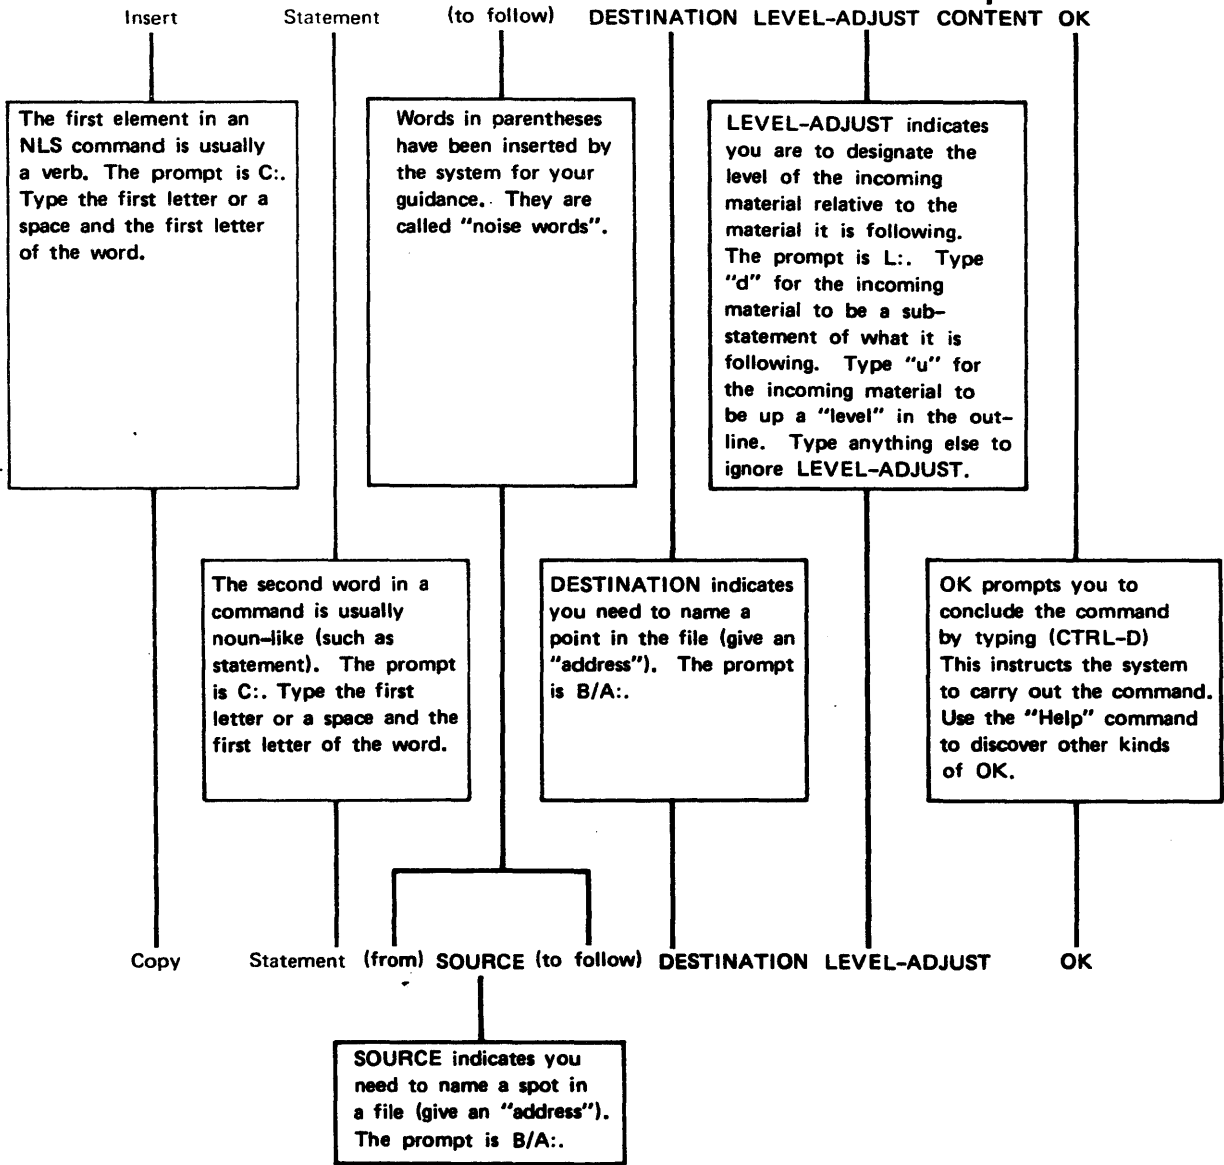 Insert Statement (to follow) DESTINATION LEVEL-ADJUST CONTENT OK
The first element in an
NLS command is usually
a verb. The prompt is C:.
Type the first letter or a
space and the first letter
of the word.
Words in parentheses
have been inserted by
the system for your
guidance. They are
called "noise words".
LEVEL-ADJUST indicates
you are to designate the
level of the incoming
material relative to the
material it is following.
The prompt is L:. Type
"d" for the incoming
material to be a sub-
statement of what it is
following. Type "u" for
the incoming material to
be up a "level" in the out-
line. Type anything else to
ignore LEVEL-ADJUST.
The second word in a
command is usually
noun-like (such as
statement). The prompt
is C:. Type the first
letter or a space and the
first letter of the word.
DESTINATION indicates
you need to name a
point in the file (give an
"address"). The prompt
is B/A:.
OK prompts you to
conclude the command
by typing (CTRL-D)
This instructs the system
to carry out the command.
Use the "Help" command
to discover other kinds
of OK.
Copy Statement (from) SOURCE (to follow) DESTINATION LEVEL-ADJUST OK
SOURCE indicates you
need to name a spot in
a file (give an "address").
The prompt is B/A:.